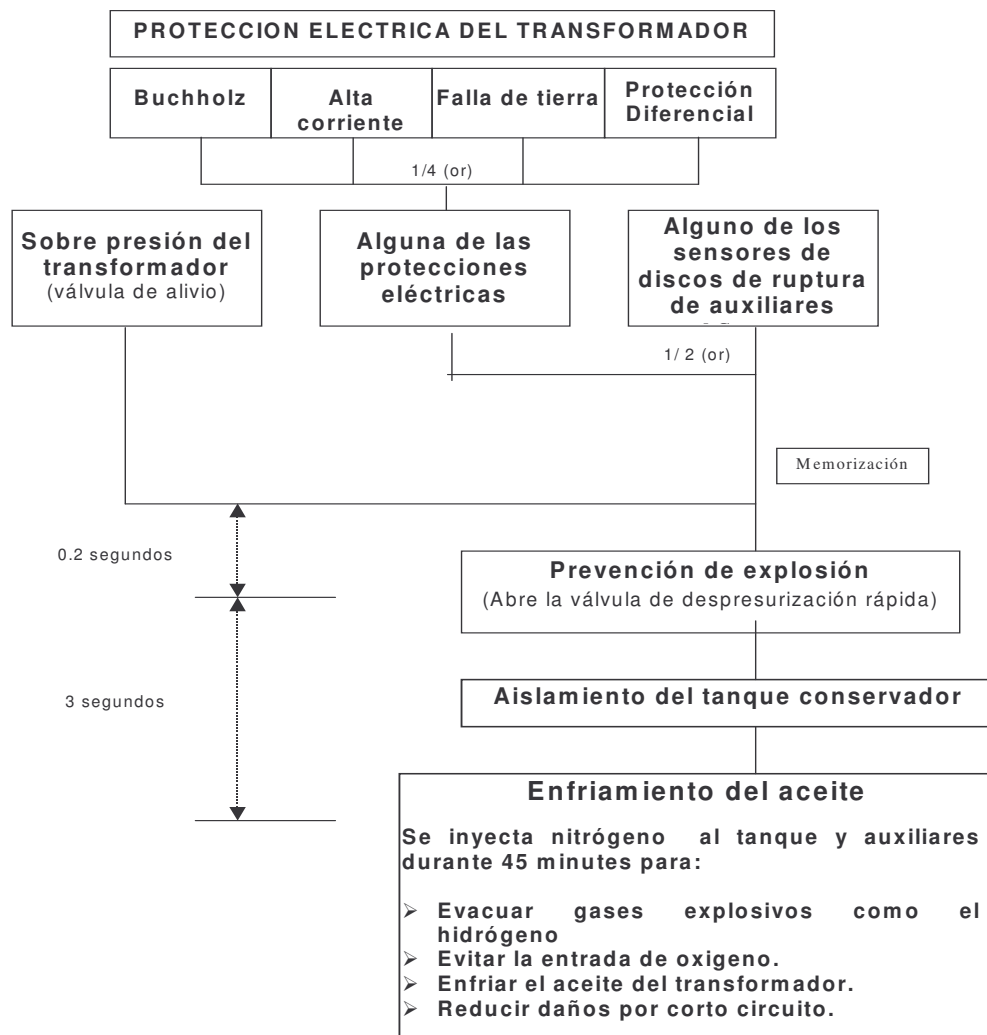 PROTECCION ELECTRICA DEL TRANSFORMADOR
Buchholz
Alta
corriente
Falla de tierra
Protección
Diferencial
1/4 (or)
Sobre presión del
transformador
(válvula de alivio)
Alguna de las
protecciones
eléctricas
Alguno de los
sensores de
discos de ruptura
de auxiliares
1/ 2 (or)
Memorización
0.2 segundos
Prevención de explosión
(Abre la válvula de despresurización rápida)
3 segundos
Aislamiento del tanque conservador
Enfriamiento del aceite
Se inyecta nitrógeno al tanque y auxiliares
durante 45 minutes para:
➢ Evacuar gases explosivos como el
hidrógeno
➢ Evitar la entrada de oxigeno.
➢ Enfriar el aceite del transformador.
➢ Reducir daños por corto circuito.